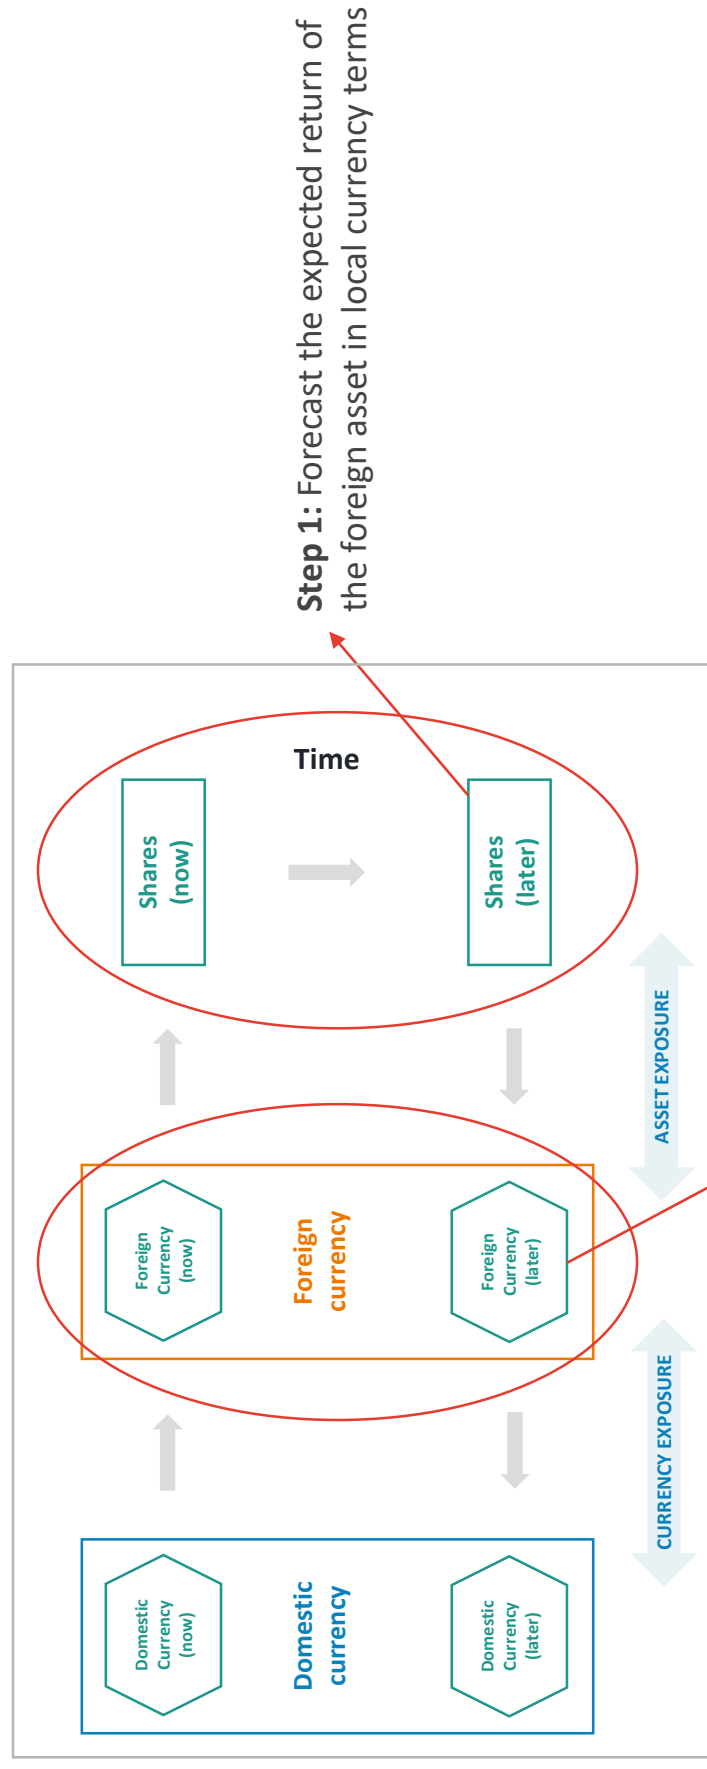 Step 1: Forecast the expected return of
the foreign asset in local currency terms
Domestic
Currency
(now)
Foreign
Currency
(now)
Shares
(now)
Domestic
currency
Foreign
currency
Time
Domestic
Currency
(later)
Foreign
Currency
(later)
Shares
(later)
CURRENCY EXPOSURE
ASSET EXPOSURE